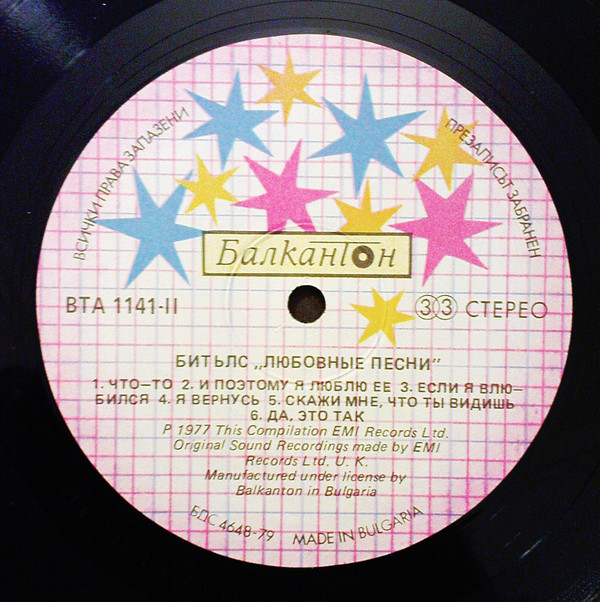 ВСИЧКИ ПРАВА ЗАПАЗЕНИ
ПРЕЗАПИСЪТ ЗАБРАНЕН
Балкантон
ВТА 1141-II
33 СТЕРЕО
БИТЬЛС „ЛЮБОВНЫЕ ПЕСНИ"
1. ЧТО—ТО 2. И ПОЭТОМУ Я ЛЮБЛЮ ЕЕ 3. ЕСЛИ Я ВЛЮ-
БИЛСЯ 4. Я ВЕРНУСЬ 5. СКАЖИ МНЕ, ЧТО ТЫ ВИДИШЬ
6. ДА, ЭТО ТАК
P 1977 This Compilation EMI Records Ltd.
Original Sound Recordings made by EMI
Records Ltd. U. K.
Manufactured under license by
Balkanton in Bulgaria
БДС 4648-79 MADE IN BULGARIA